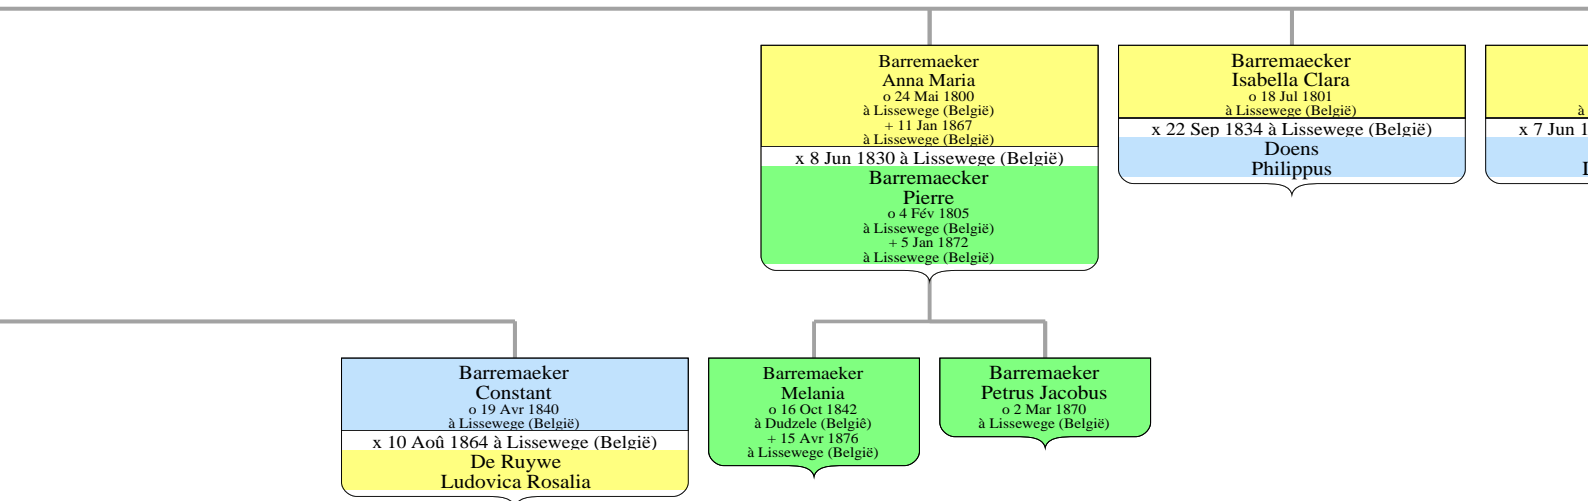 Barremaeker
Anna Maria
o 24 Mai 1800
à Lissewege (België)
+ 11 Jan 1867
à Lissewege (België)
x 8 Jun 1830 à Lissewege (België)
Barremaecker
Pierre
o 4 Fév 1805
à Lissewege (België)
+ 5 Jan 1872
à Lissewege (België)
Barremaecker
Isabella Clara
o 18 Jul 1801
à Lissewege (België)
x 22 Sep 1834 à Lissewege (België)
Doens
Philippus
à
x 7 Jun 1
Barremaeker
Constant
o 19 Avr 1840
à Lissewege (België)
x 10 Aoû 1864 à Lissewege (België)
De Ruywe
Ludovica Rosalia
Barremaeker
Melania
o 16 Oct 1842
à Dudzele (Belgiê)
+ 15 Avr 1876
à Lissewege (België)
Barremaeker
Petrus Jacobus
o 2 Mar 1870
à Lissewege (België)